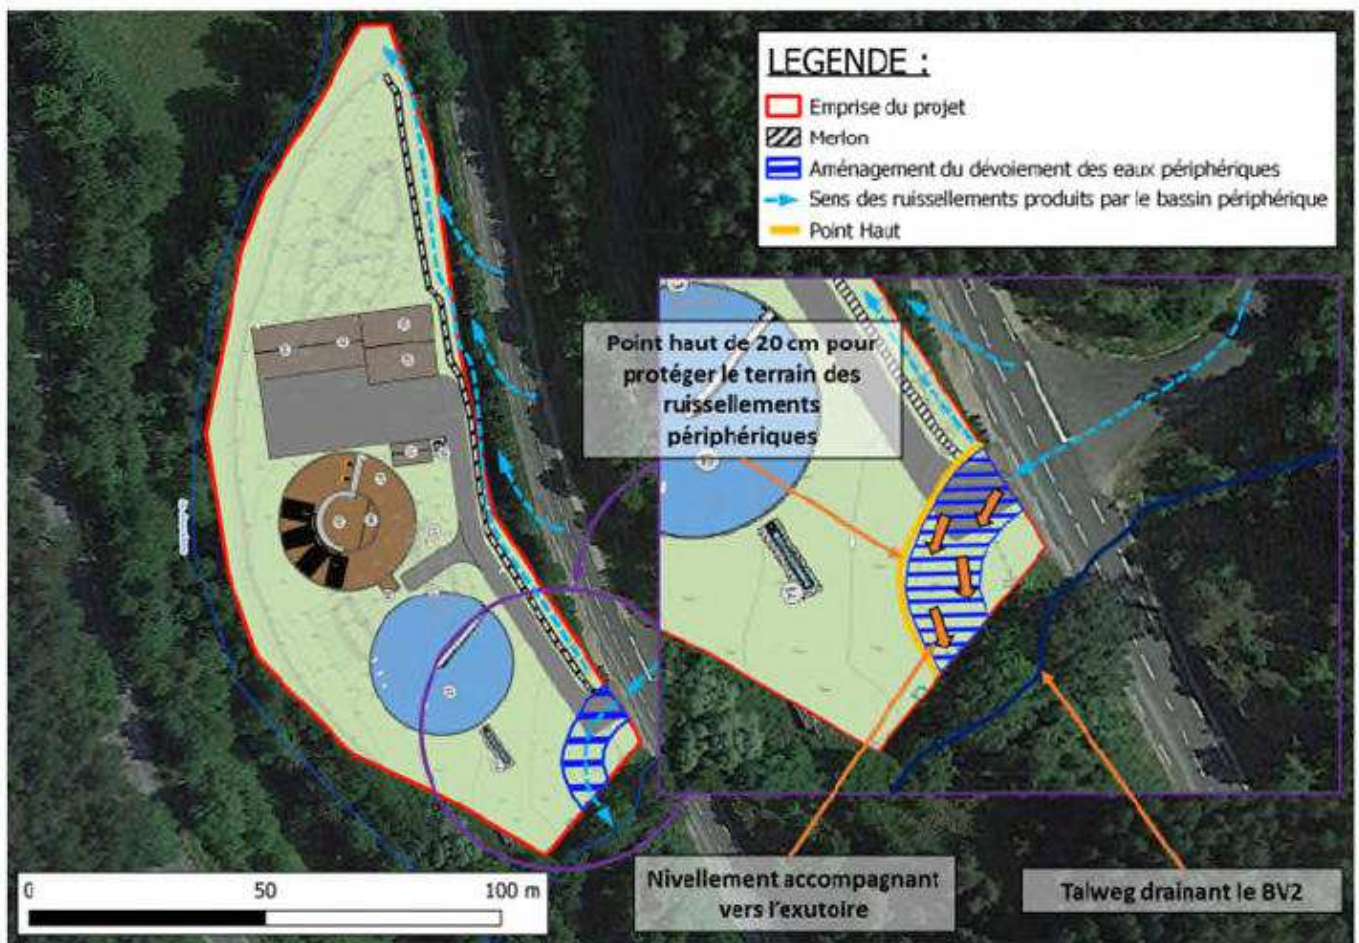 LEGENDE :
Emprise du projet
Merlon
Aménagement du dévoiement des eaux périphériques
Sens des ruissellements produits par le bassin périphérique
Point Haut
Point haut de 20 cm pour
protéger le terrain des
ruissellements
périphériques
Nivellement accompagnant
vers l'exutoire
Talweg drainant le BV2
0
50
100 m